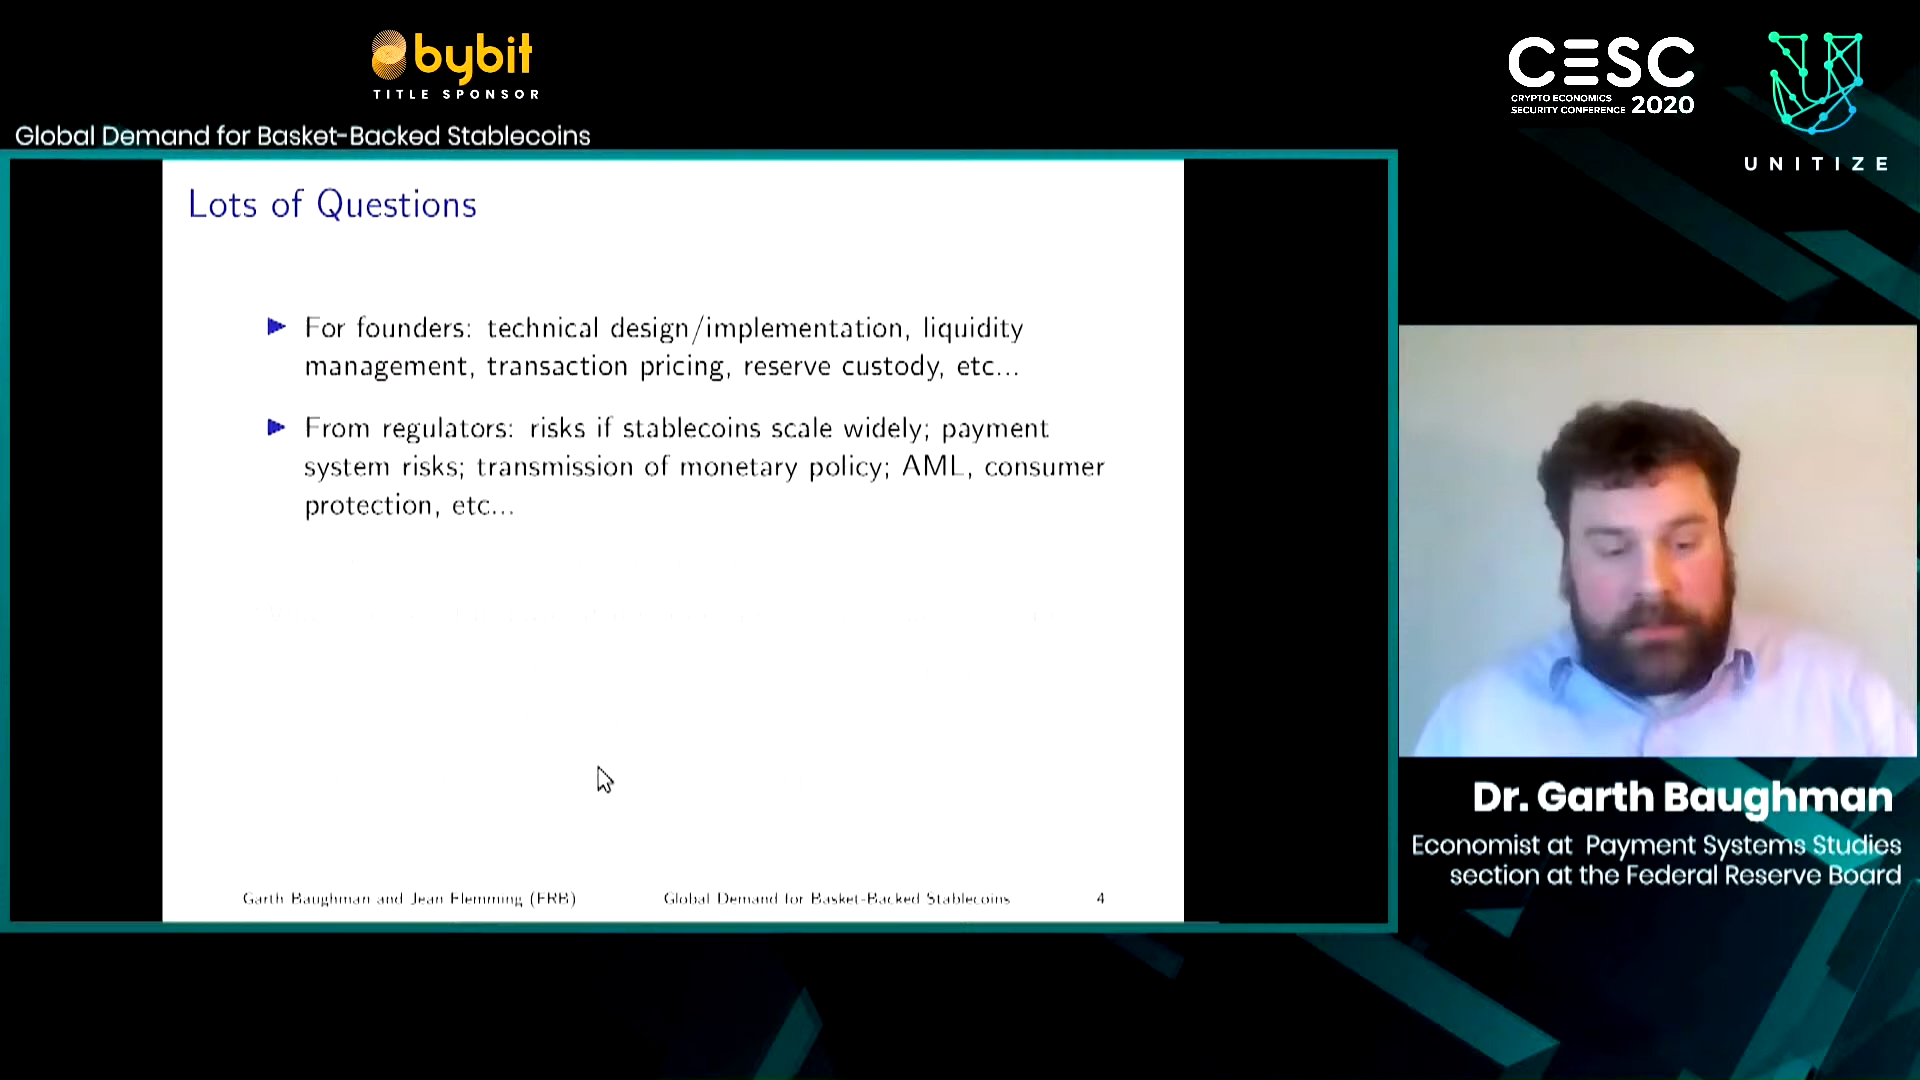 bybit
TITLE SPONSOR
CESC
CRYPTO ECONOMICS
SECURITY CONFERENCE 2020
UNITIZE
Global Demand for Basket-Backed Stablecoins
Lots of Questions
For founders: technical design/implementation, liquidity
management, transaction pricing, reserve custody, etc...
From regulators: risks if stablecoins scale widely; payment
system risks; transmission of monetary policy; AML, consumer
protection, etc...
Garth Baughman and Jean Flemming (FRB)
Global Demand for Basket-Backed Stablecoins
4
Dr. Garth Baughman
Economist at Payment Systems Studies
section at the Federal Reserve Board